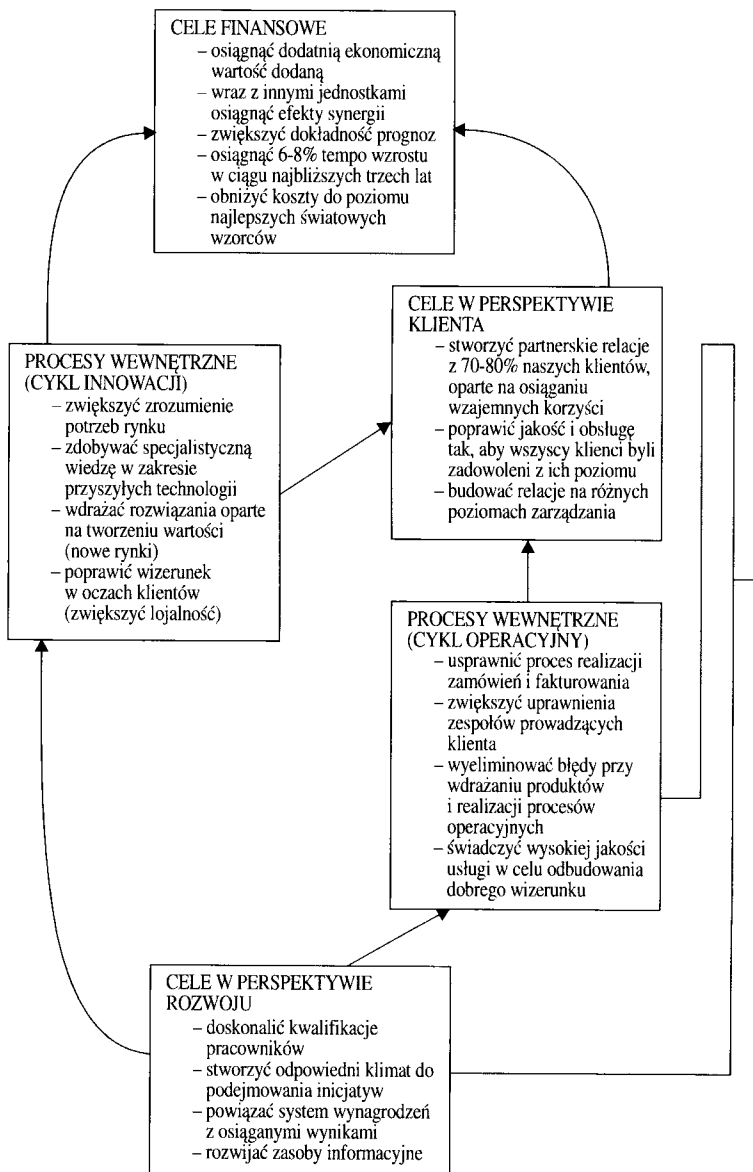 CELE FINANSOWE
– osiągnąć dodatnią ekonomiczną
wartość dodaną
– wraz z innymi jednostkami
osiągnąć efekty synergii
– zwiększyć dokładność prognoz
– osiągnąć 6-8% tempo wzrostu
w ciągu najbliższych trzech lat
– obniżyć koszty do poziomu
najlepszych światowych
wzorców
CELE W PERSPEKTYWIE
KLIENTA
– stworzyć partnerskie relacje
z 70-80% naszych klientów,
oparte na osiąganiu
wzajemnych korzyści
– poprawić jakość i obsługę
tak, aby wszyscy klienci byli
zadowoleni z ich poziomu
– budować relacje na różnych
poziomach zarządzania
PROCESY WEWNĘTRZNE
(CYKL INNOWACJI)
– zwiększyć zrozumienie
potrzeb rynku
– zdobywać specjalistyczną
wiedzę w zakresie
przyszyłych technologii
– wdrażać rozwiązania oparte
na tworzeniu wartości
(nowe rynki)
– poprawić wizerunek
w oczach klientów
(zwiększyć lojalność)
PROCESY WEWNĘTRZNE
(CYKL OPERACYJNY)
– usprawnić proces realizacji
zamówień i fakturowania
– zwiększyć uprawnienia
zespołów prowadzących
klienta
– wyeliminować błędy przy
wdrażaniu produktów
i realizacji procesów
operacyjnych
– świadczyć wysokiej jakości
usługi w celu odbudowania
dobrego wizerunku
CELE W PERSPEKTYWIE
ROZWOJU
– doskonalić kwalifikacje
pracowników
– stworzyć odpowiedni klimat do
podejmowania inicjatyw
– powiązać system wynagrodzeń
z osiąganymi wynikami
– rozwijać zasoby informacyjne